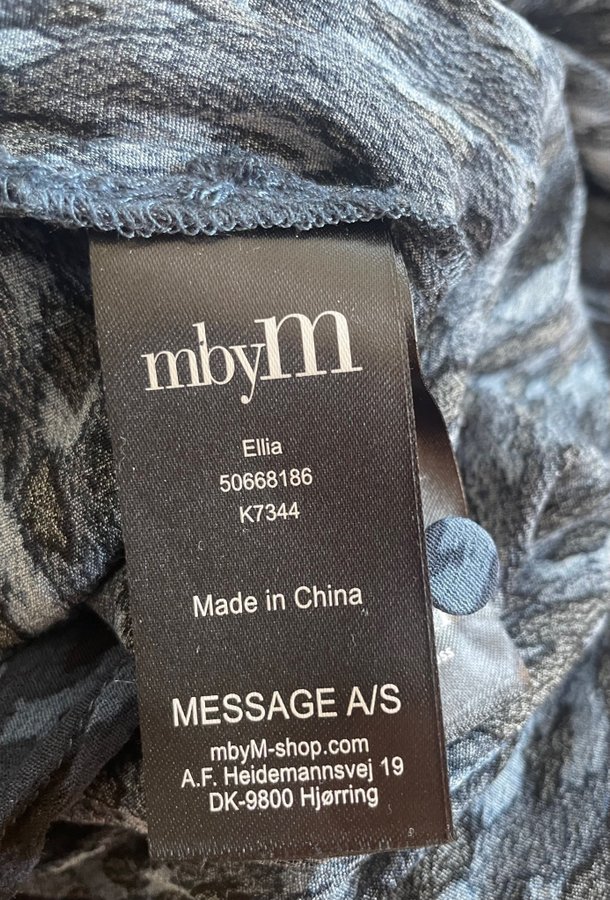 mbyM
Ellia
50668186
K7344
Made in China
MESSAGE A/S
mbyM-shop.com
A.F. Heidemannsvej 19
DK-9800 Hjørring